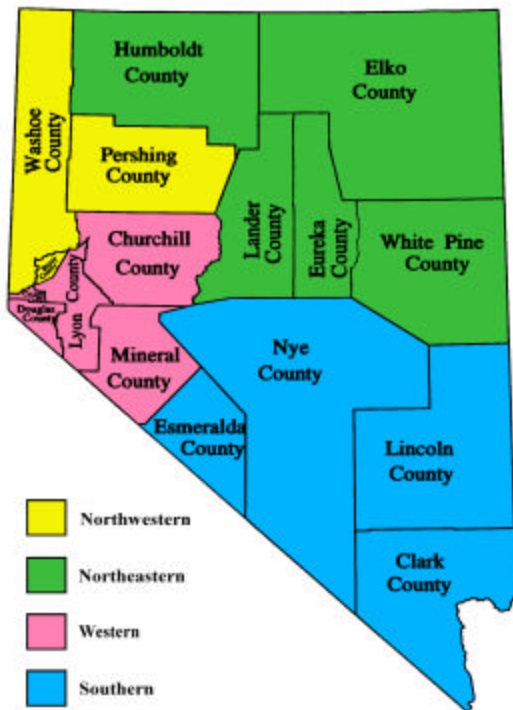 Humboldt
County
Elko
County
Washoe
County
Pershing
County
Lander
County
Eureka
County
White Pine
County
Churchill
County
Lyon
County
Douglas
County
Mineral
County
Nye
County
Esmeralda
County
Lincoln
County
Clark
County
Northwestern
Northeastern
Western
Southern